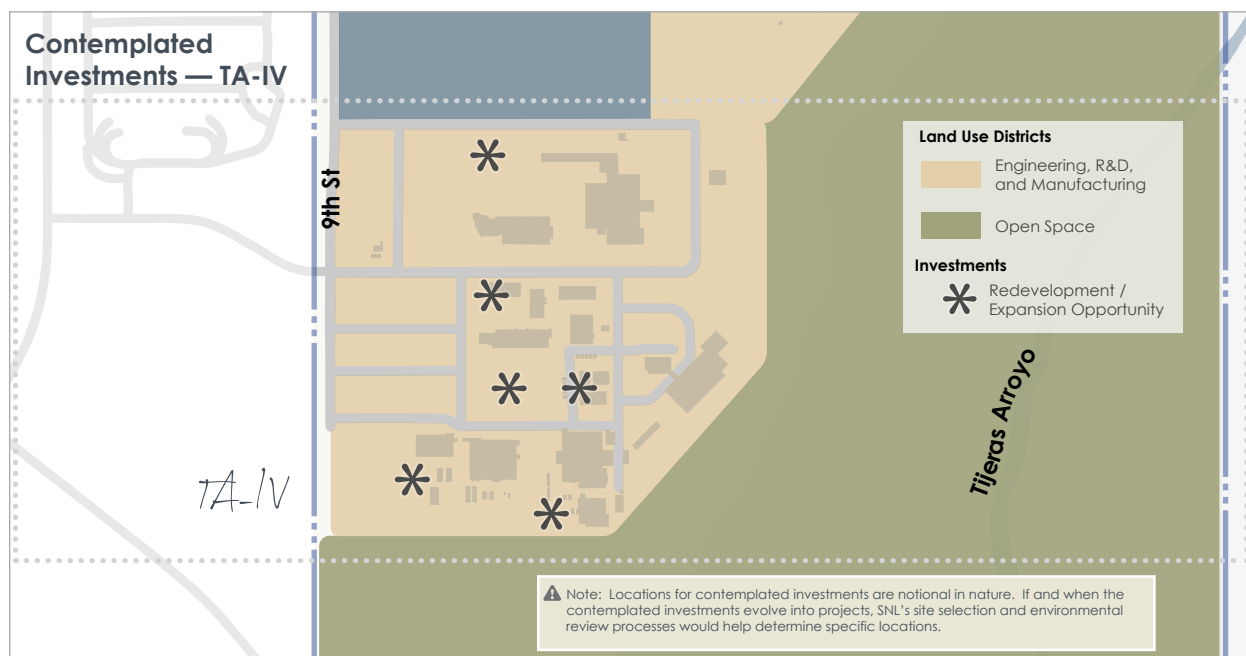 Contemplated
Investments — TA-IV
9th St
Land Use Districts
Engineering, R&D,
and Manufacturing
Open Space
Investments
Redevelopment /
Expansion Opportunity
Tijeras Arroyo
TA-IV
Note: Locations for contemplated investments are notional in nature. If and when the
contemplated investments evolve into projects, SNL's site selection and environmental
review processes would help determine specific locations.